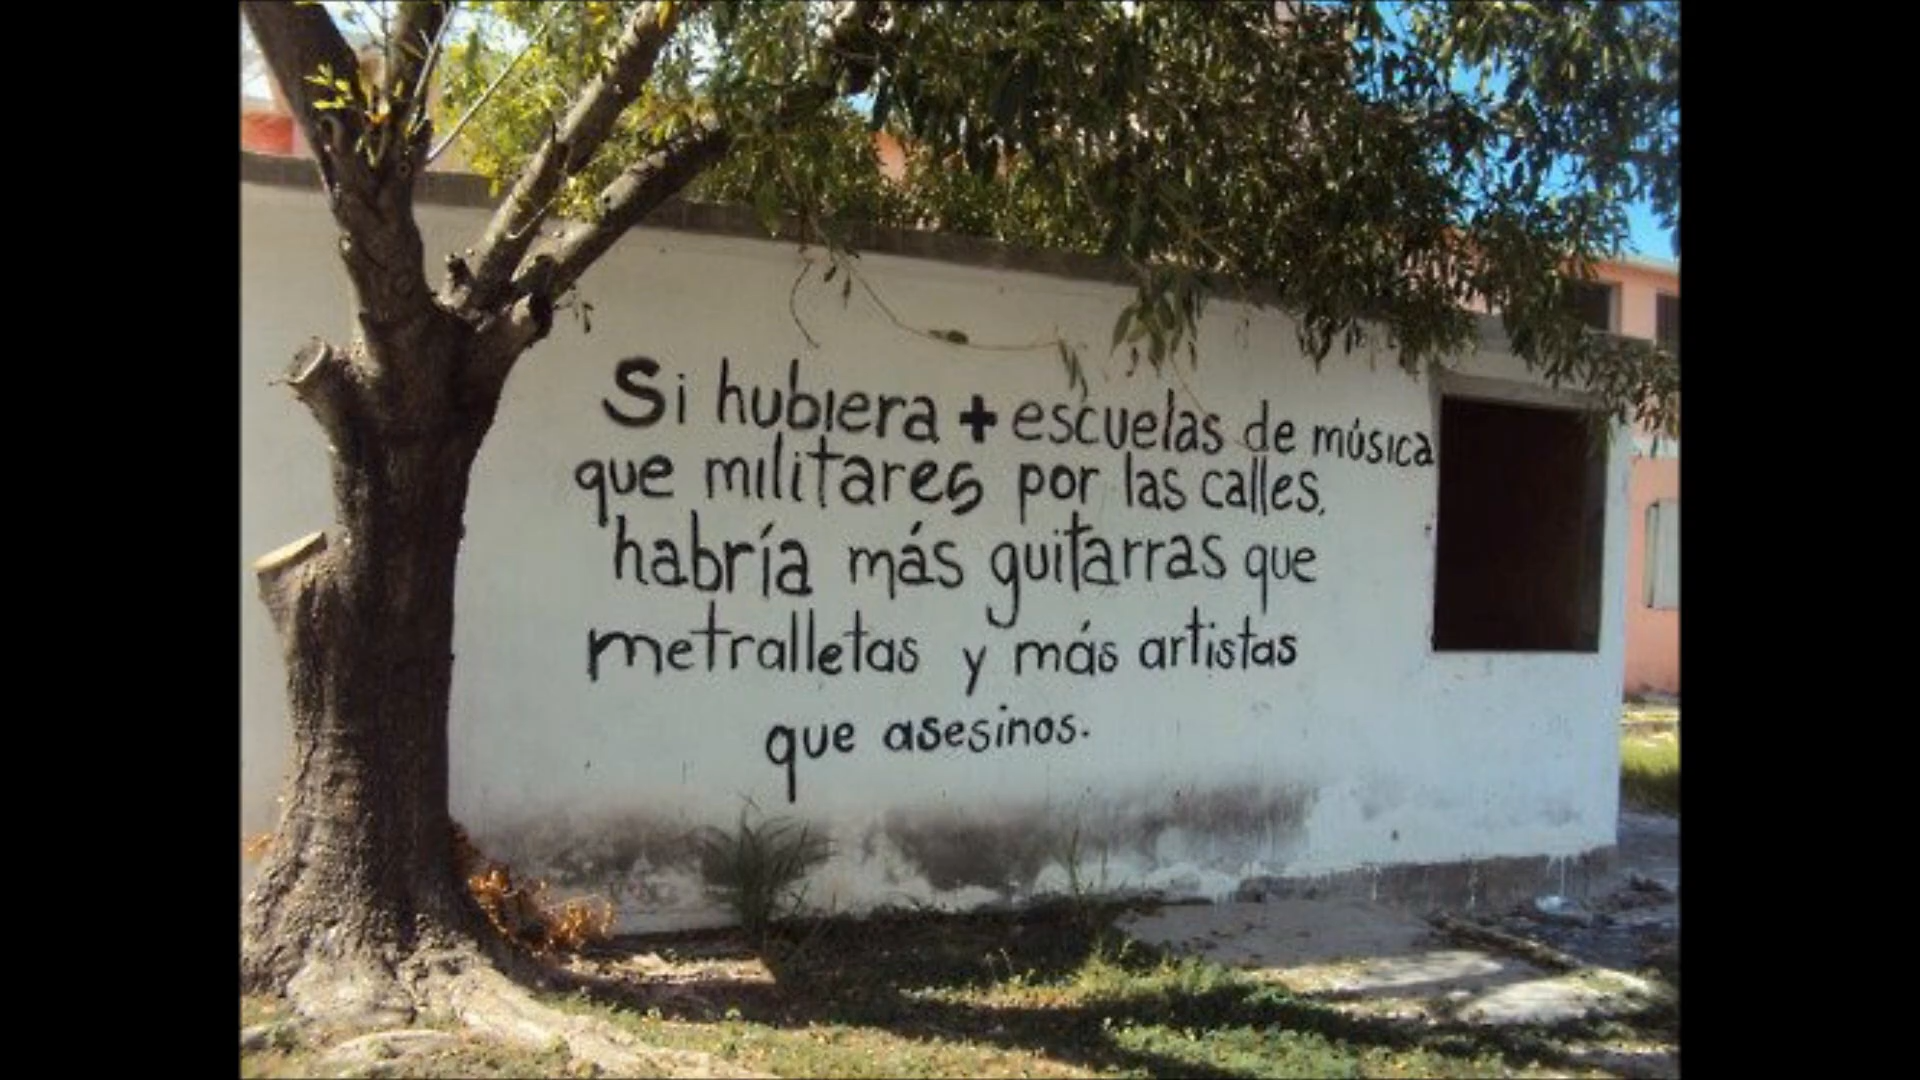 Si hubiera + escuelas de música
que militares por las calles,
habría más guitarras que
metralletas y más artistas
que asesinos.